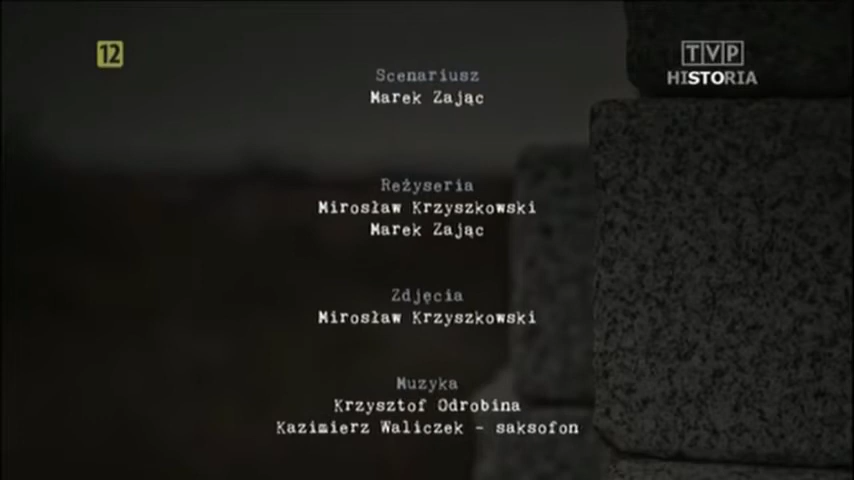 12
TVP
HISTORIA
Scenariusz
Marek Zając
Reżyseria
Mirosław Krzyszkowski
Marek Zając
Zdjęcia
Mirosław Krzyszkowski
Muzyka
Krzysztof Odrobina
Kazimierz Waliczek - saksofon